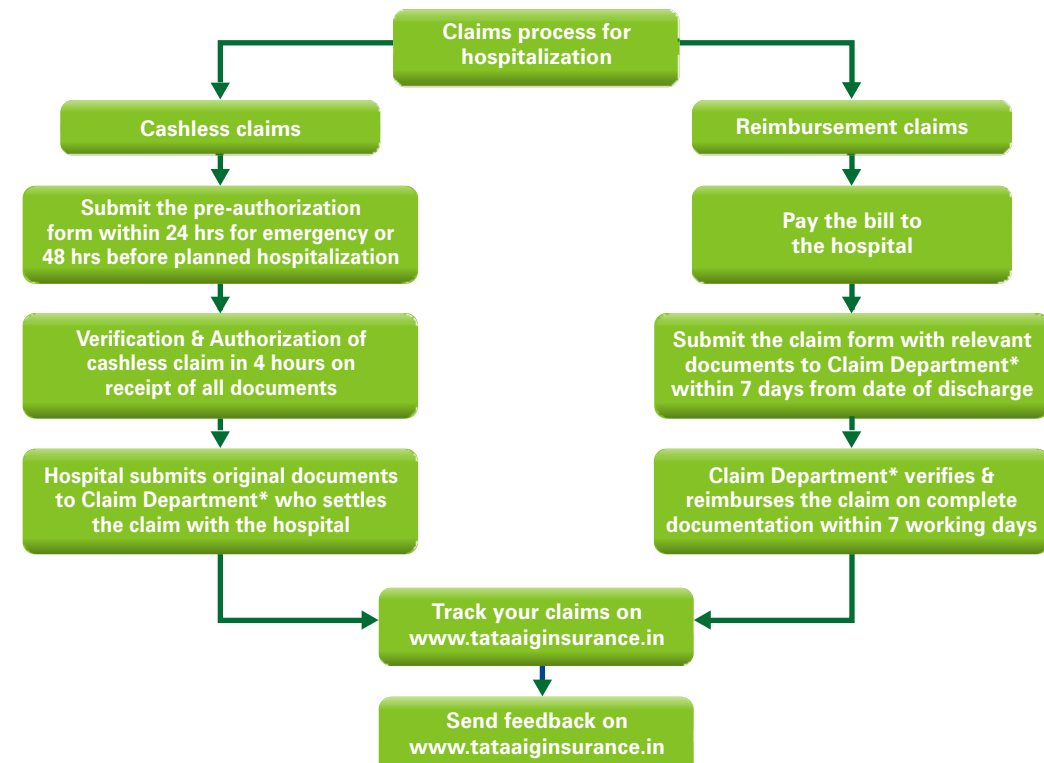 Claims process for
hospitalization
Cashless claims
Submit the pre-authorization
form within 24 hrs for emergency or
48 hrs before planned hospitalization
Verification & Authorization of
cashless claim in 4 hours on
receipt of all documents
Hospital submits original documents
to Claim Department* who settles
the claim with the hospital
Reimbursement claims
Pay the bill to
the hospital
Submit the claim form with relevant
documents to Claim Department*
within 7 days from date of discharge
Claim Department* verifies &
reimburses the claim on complete
documentation within 7 working days
Track your claims on
www.tataaiginsurance.in
Send feedback on
www.tataaiginsurance.in